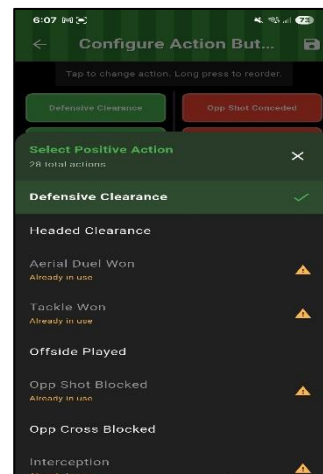 6:07
73
Configure Action But...
Tap to change action. Long press to reorder.
Defensive Clearance
Opp Shot Conceded
Select Positive Action
28 total actions
Defensive Clearance
Headed Clearance
Aerial Duel Won
Already in use
Tackle Won
Already in use
Offside Played
Opp Shot Blocked
Already in use
Opp Cross Blocked
Interception